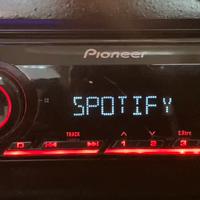 Pioneer
SPOTIFY
TRACK
1 2 3